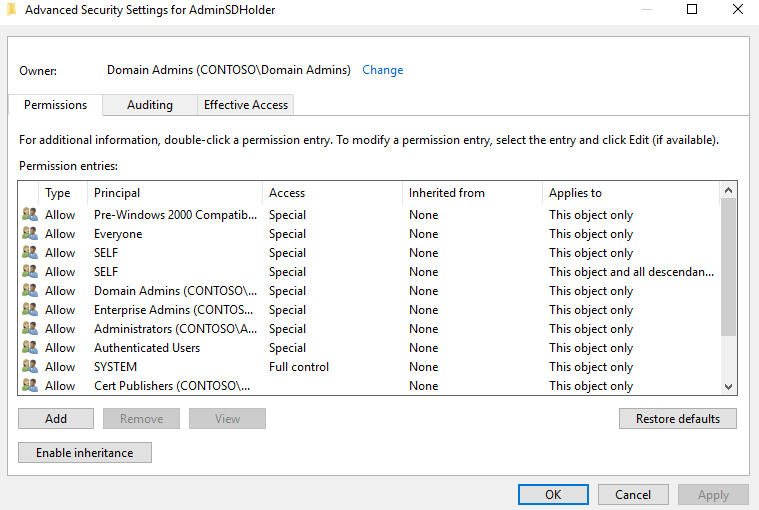 Advanced Security Settings for AdminSDHolder
Owner: Domain Admins (CONTOSO\Domain Admins) Change
Permissions Auditing Effective Access
For additional information, double-click a permission entry. To modify a permission entry, select the entry and click Edit (if available).
Permission entries:
Type Principal Access Inherited from Applies to
Allow Pre-Windows 2000 Compatib... Special None This object only
Allow Everyone Special None This object only
Allow SELF Special None This object only
Allow SELF Special None This object and all descendan...
Allow Domain Admins (CONTOSO\... Special None This object only
Allow Enterprise Admins (CONTOS... Special None This object only
Allow Administrators (CONTOSO\A... Special None This object only
Allow Authenticated Users Special None This object only
Allow SYSTEM Full control None This object only
Allow Cert Publishers (CONTOSO\... None This object only
Add Remove View Restore defaults
Enable inheritance
OK Cancel Apply